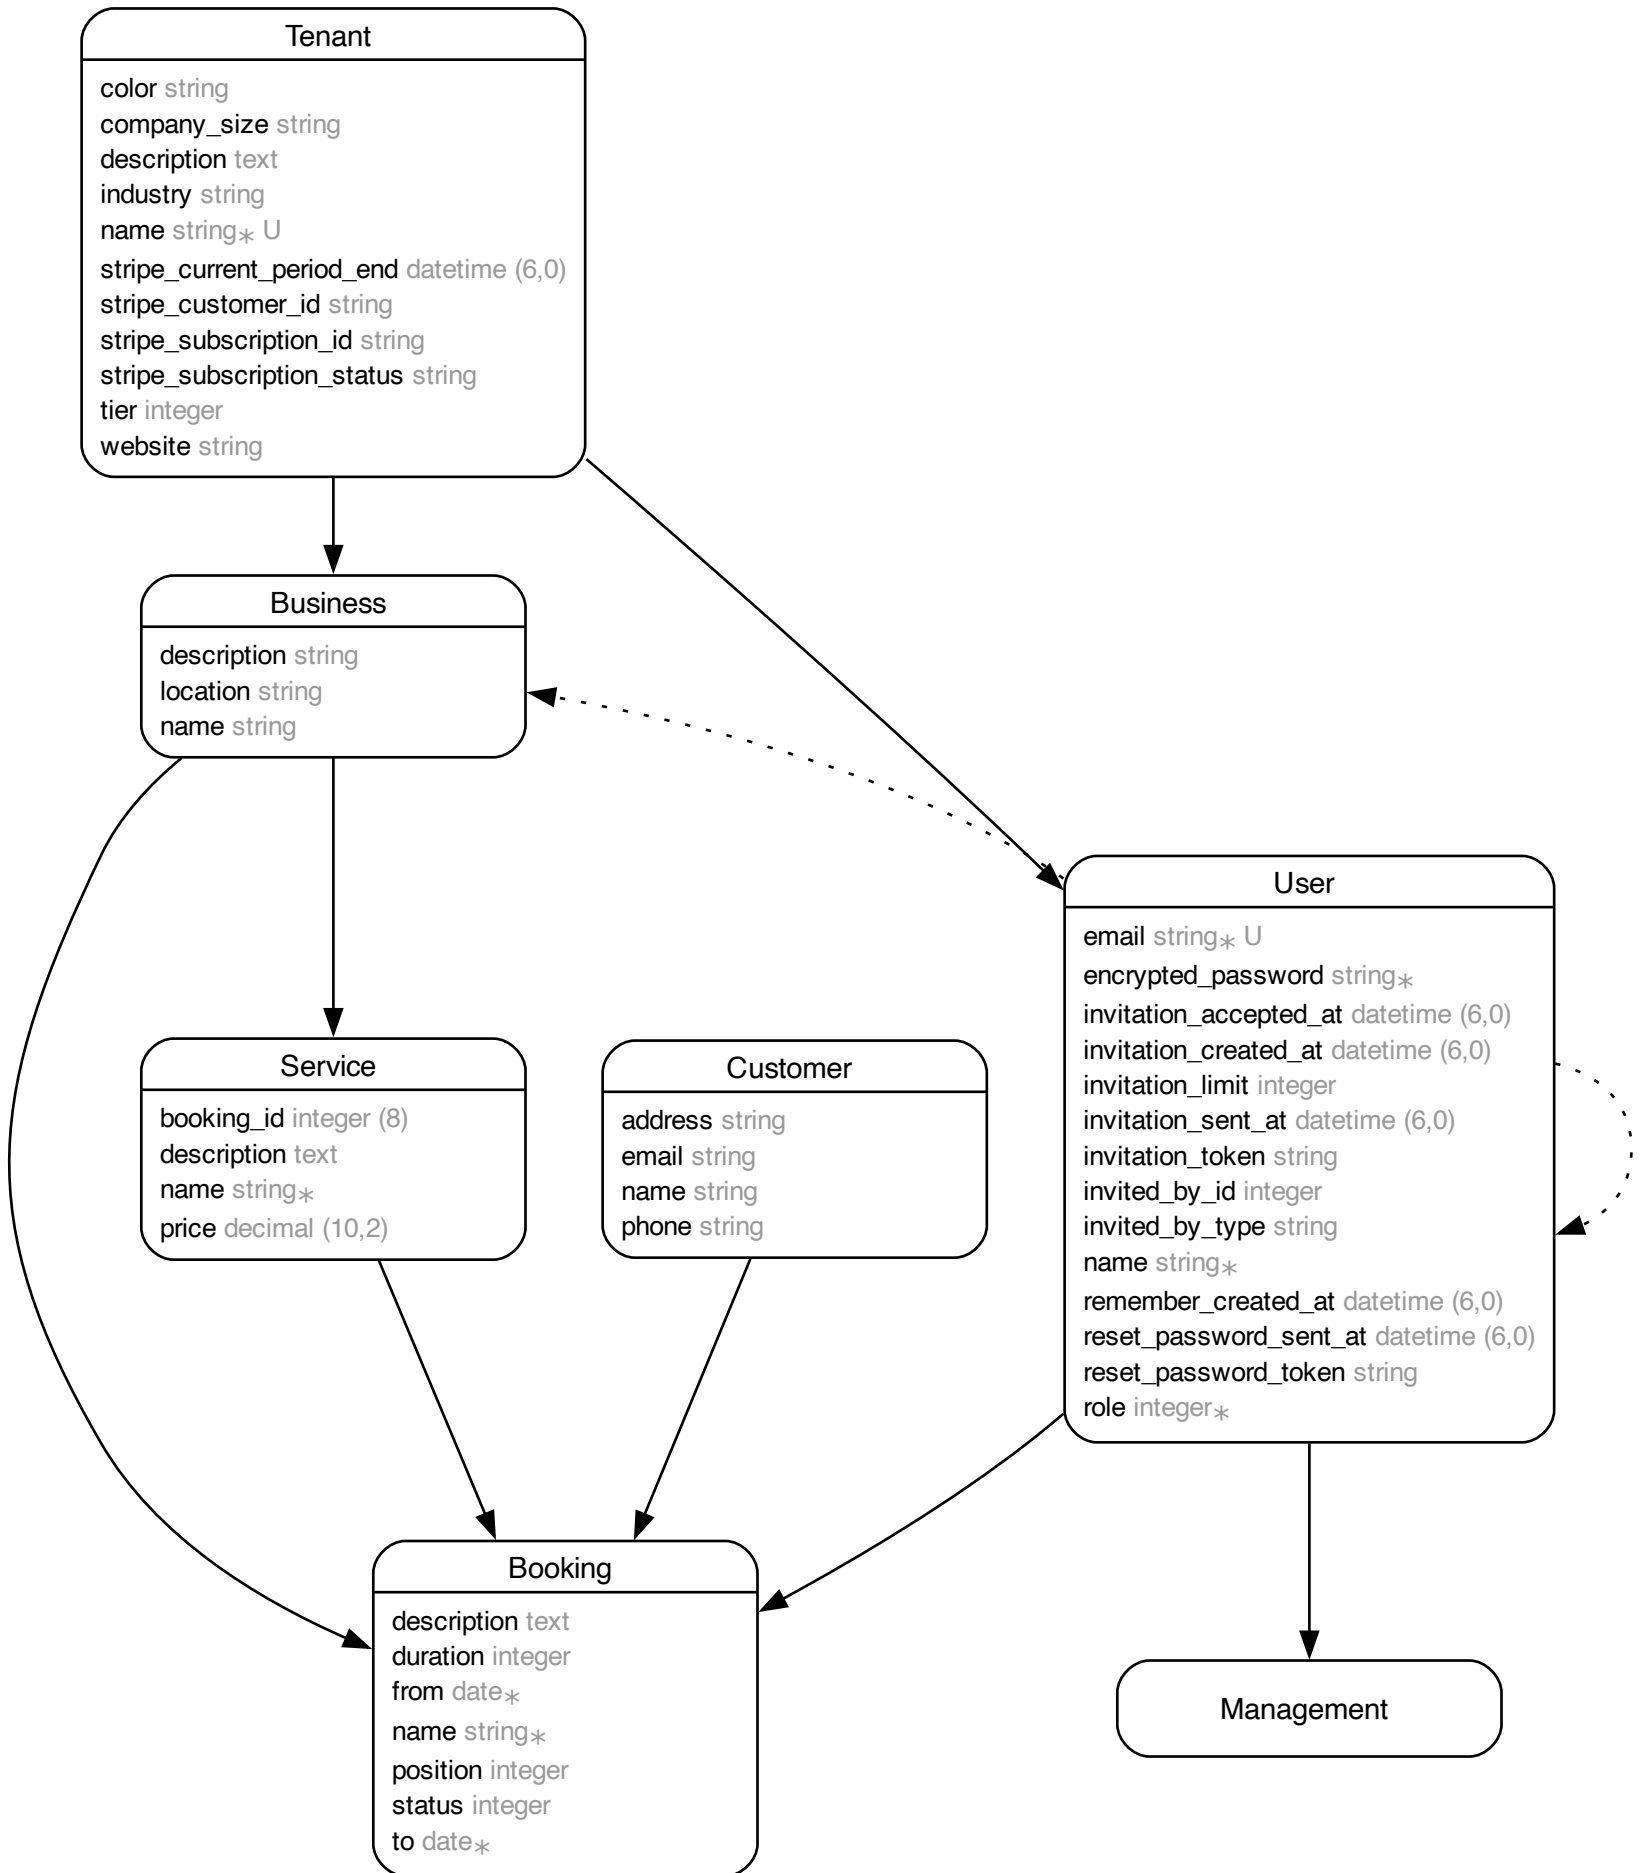 Tenant
color string
company_size string
description text
industry string
name string* U
stripe_current_period_end datetime (6,0)
stripe_customer_id string
stripe_subscription_id string
stripe_subscription_status string
tier integer
website string
Business
description string
location string
name string
User
email string* U
encrypted_password string*
invitation_accepted_at datetime (6,0)
invitation_created_at datetime (6,0)
invitation_limit integer
invitation_sent_at datetime (6,0)
invitation_token string
invited_by_id integer
invited_by_type string
name string*
remember_created_at datetime (6,0)
reset_password_sent_at datetime (6,0)
reset_password_token string
role integer*
Service
booking_id integer (8)
description text
name string*
price decimal (10,2)
Customer
address string
email string
name string
phone string
Booking
description text
duration integer
from date*
name string*
position integer
status integer
to date*
Management